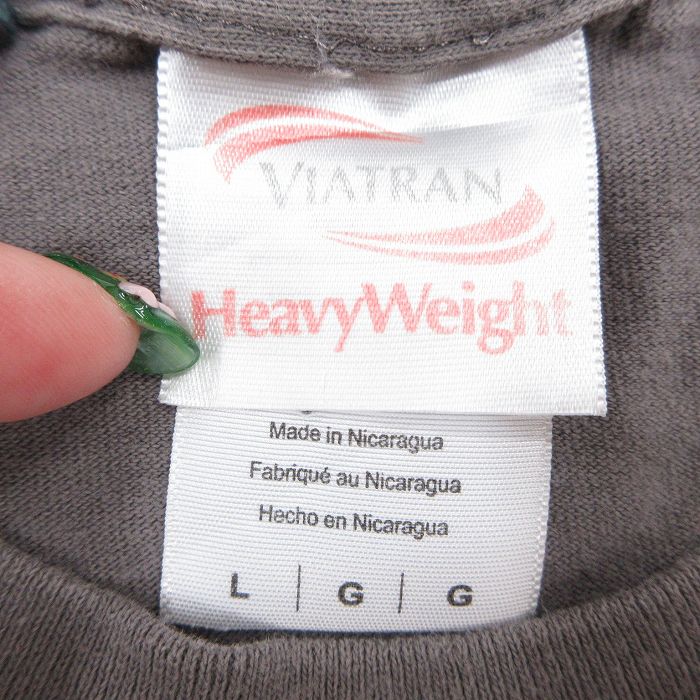 VIATRAN
HeavyWeight
Made in Nicaragua
Fabriqué au Nicaragua
Hecho en Nicaragua
L | G | G